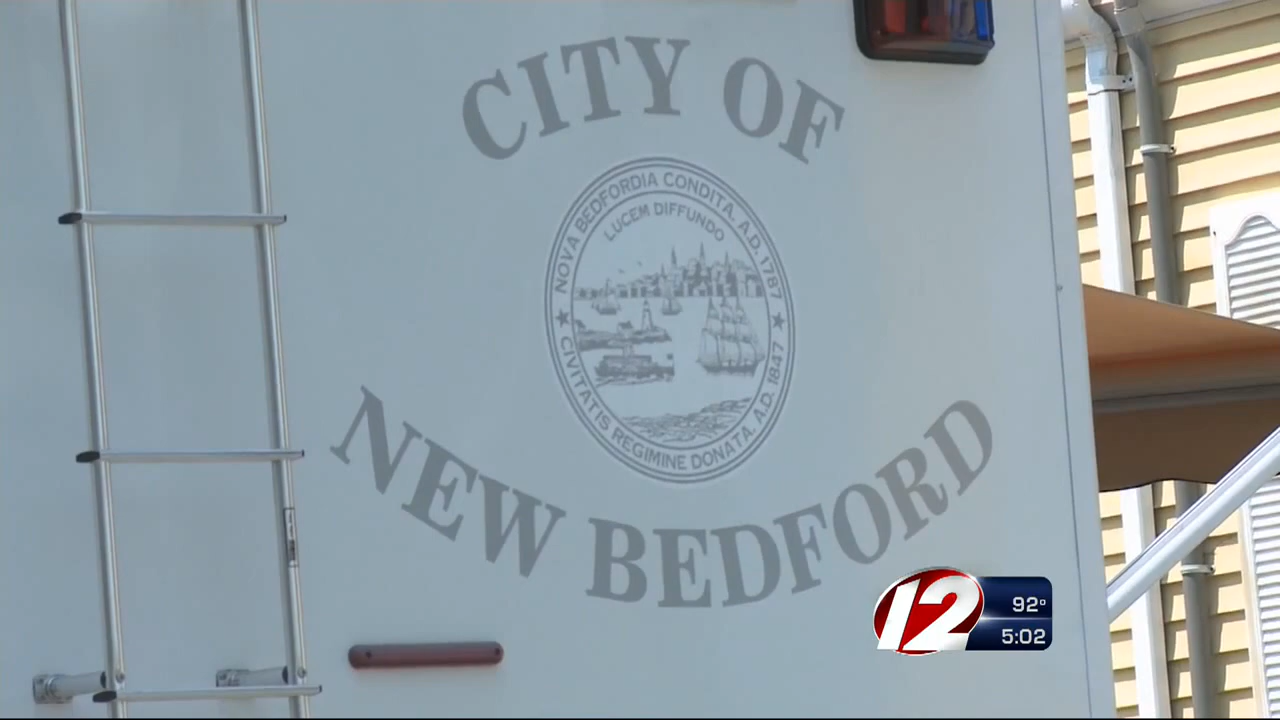 CITY OF
NOVA BEDFORDIA CONDITA. A.D. 1787
LUCEM DIFFUNDO
CIVITATIS REGIMINE DONATA. A.D. 1847
NEW BEDFORD
12
92°
5:02